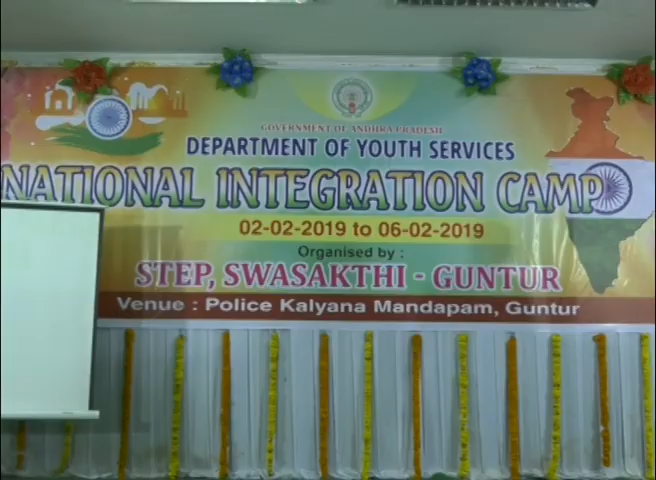 GOVERNMENT OF ANDHRA PRADESH
DEPARTMENT OF YOUTH SERVICES
NATIONAL INTEGRATION CAMP
02-02-2019 to 06-02-2019
Organised by :
STEP, SWASAKTHI - GUNTUR
Venue : Police Kalyana Mandapam, Guntur